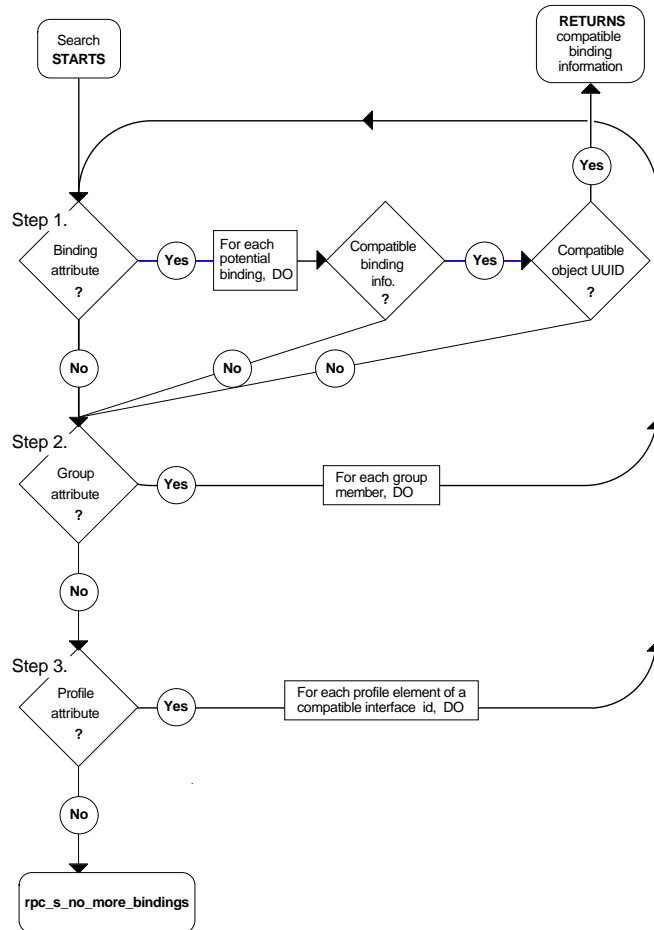 Search
STARTS
RETURNS
compatible
binding
information
Yes
Step 1.
Binding
attribute
?
Yes
For each
potential
binding, DO
Compatible
binding
info.
?
Yes
Compatible
object UUID
?
No
No
No
Step 2.
Group
attribute
?
Yes
For each group
member, DO
No
Step 3.
Profile
attribute
?
Yes
For each profile element of a
compatible interface id, DO
No
rpc_s_no_more_bindings